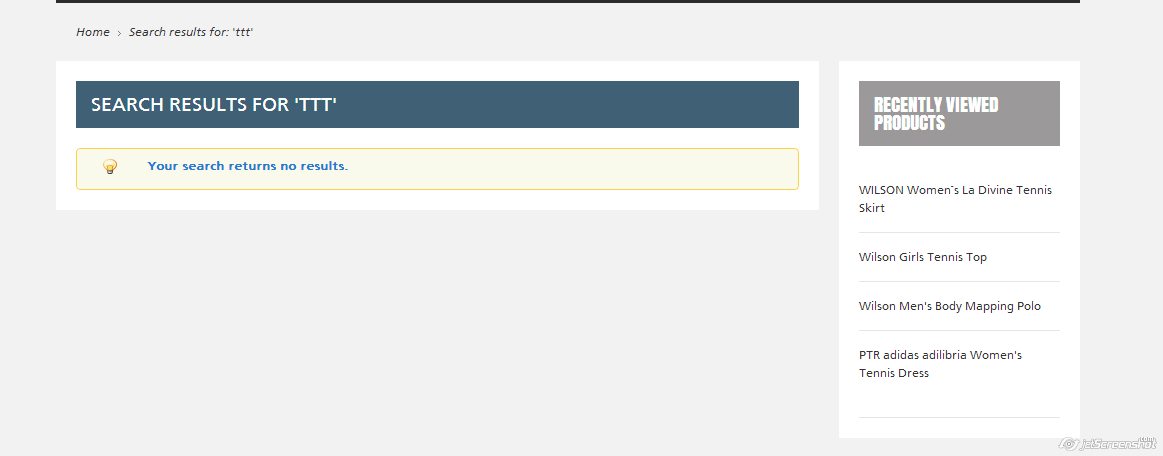 Home > Search results for: 'ttt'
SEARCH RESULTS FOR 'TTT'
Your search returns no results.
RECENTLY VIEWED
PRODUCTS
WILSON Women`s La Divine Tennis
Skirt
Wilson Girls Tennis Top
Wilson Men's Body Mapping Polo
PTR adidas adilibria Women's
Tennis Dress
jetScreenshot
.com